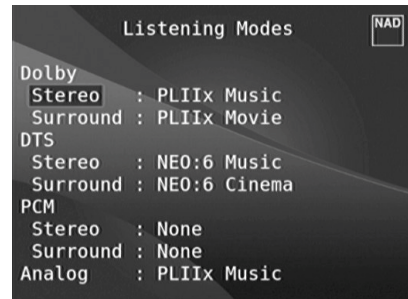 Listening Modes
NAD
Dolby
Stereo : PLIIx Music
Surround : PLIIx Movie
DTS
Stereo : NEO:6 Music
Surround : NEO:6 Cinema
PCM
Stereo : None
Surround : None
Analog : PLIIx Music